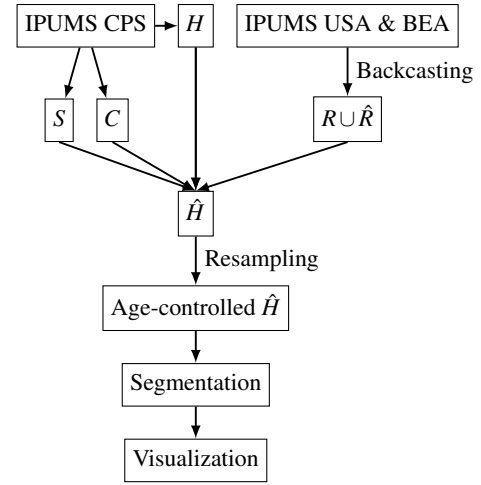 IPUMS CPS
H
IPUMS USA & BEA
Backcasting
S
C
R ∪ R̂
Ĥ
Resampling
Age-controlled Ĥ
Segmentation
Visualization